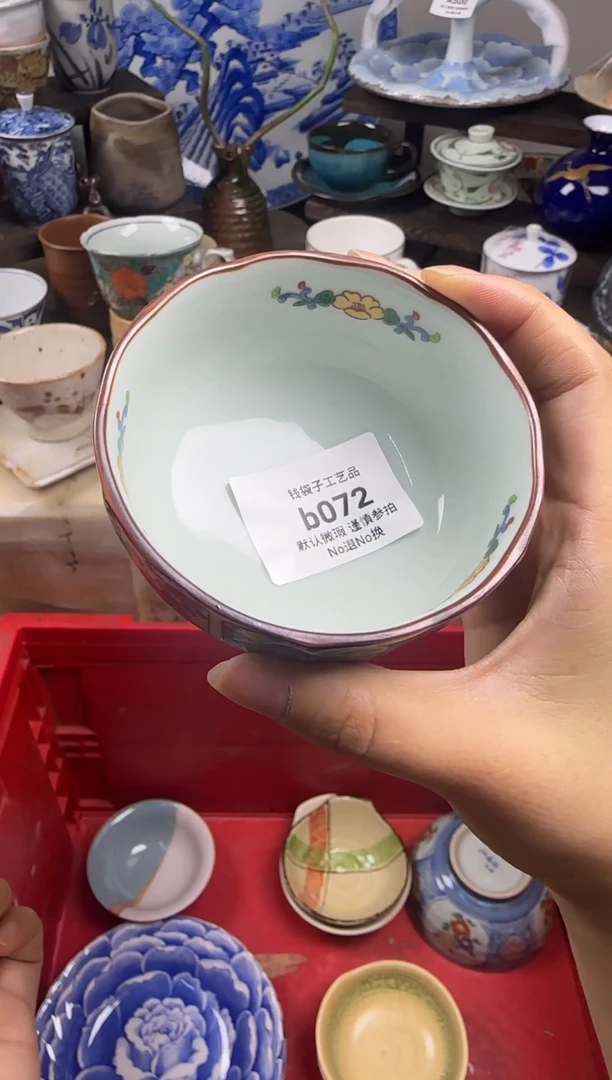 钱袋子工艺品
b072
默认微瑕 谨慎参拍
No退No换